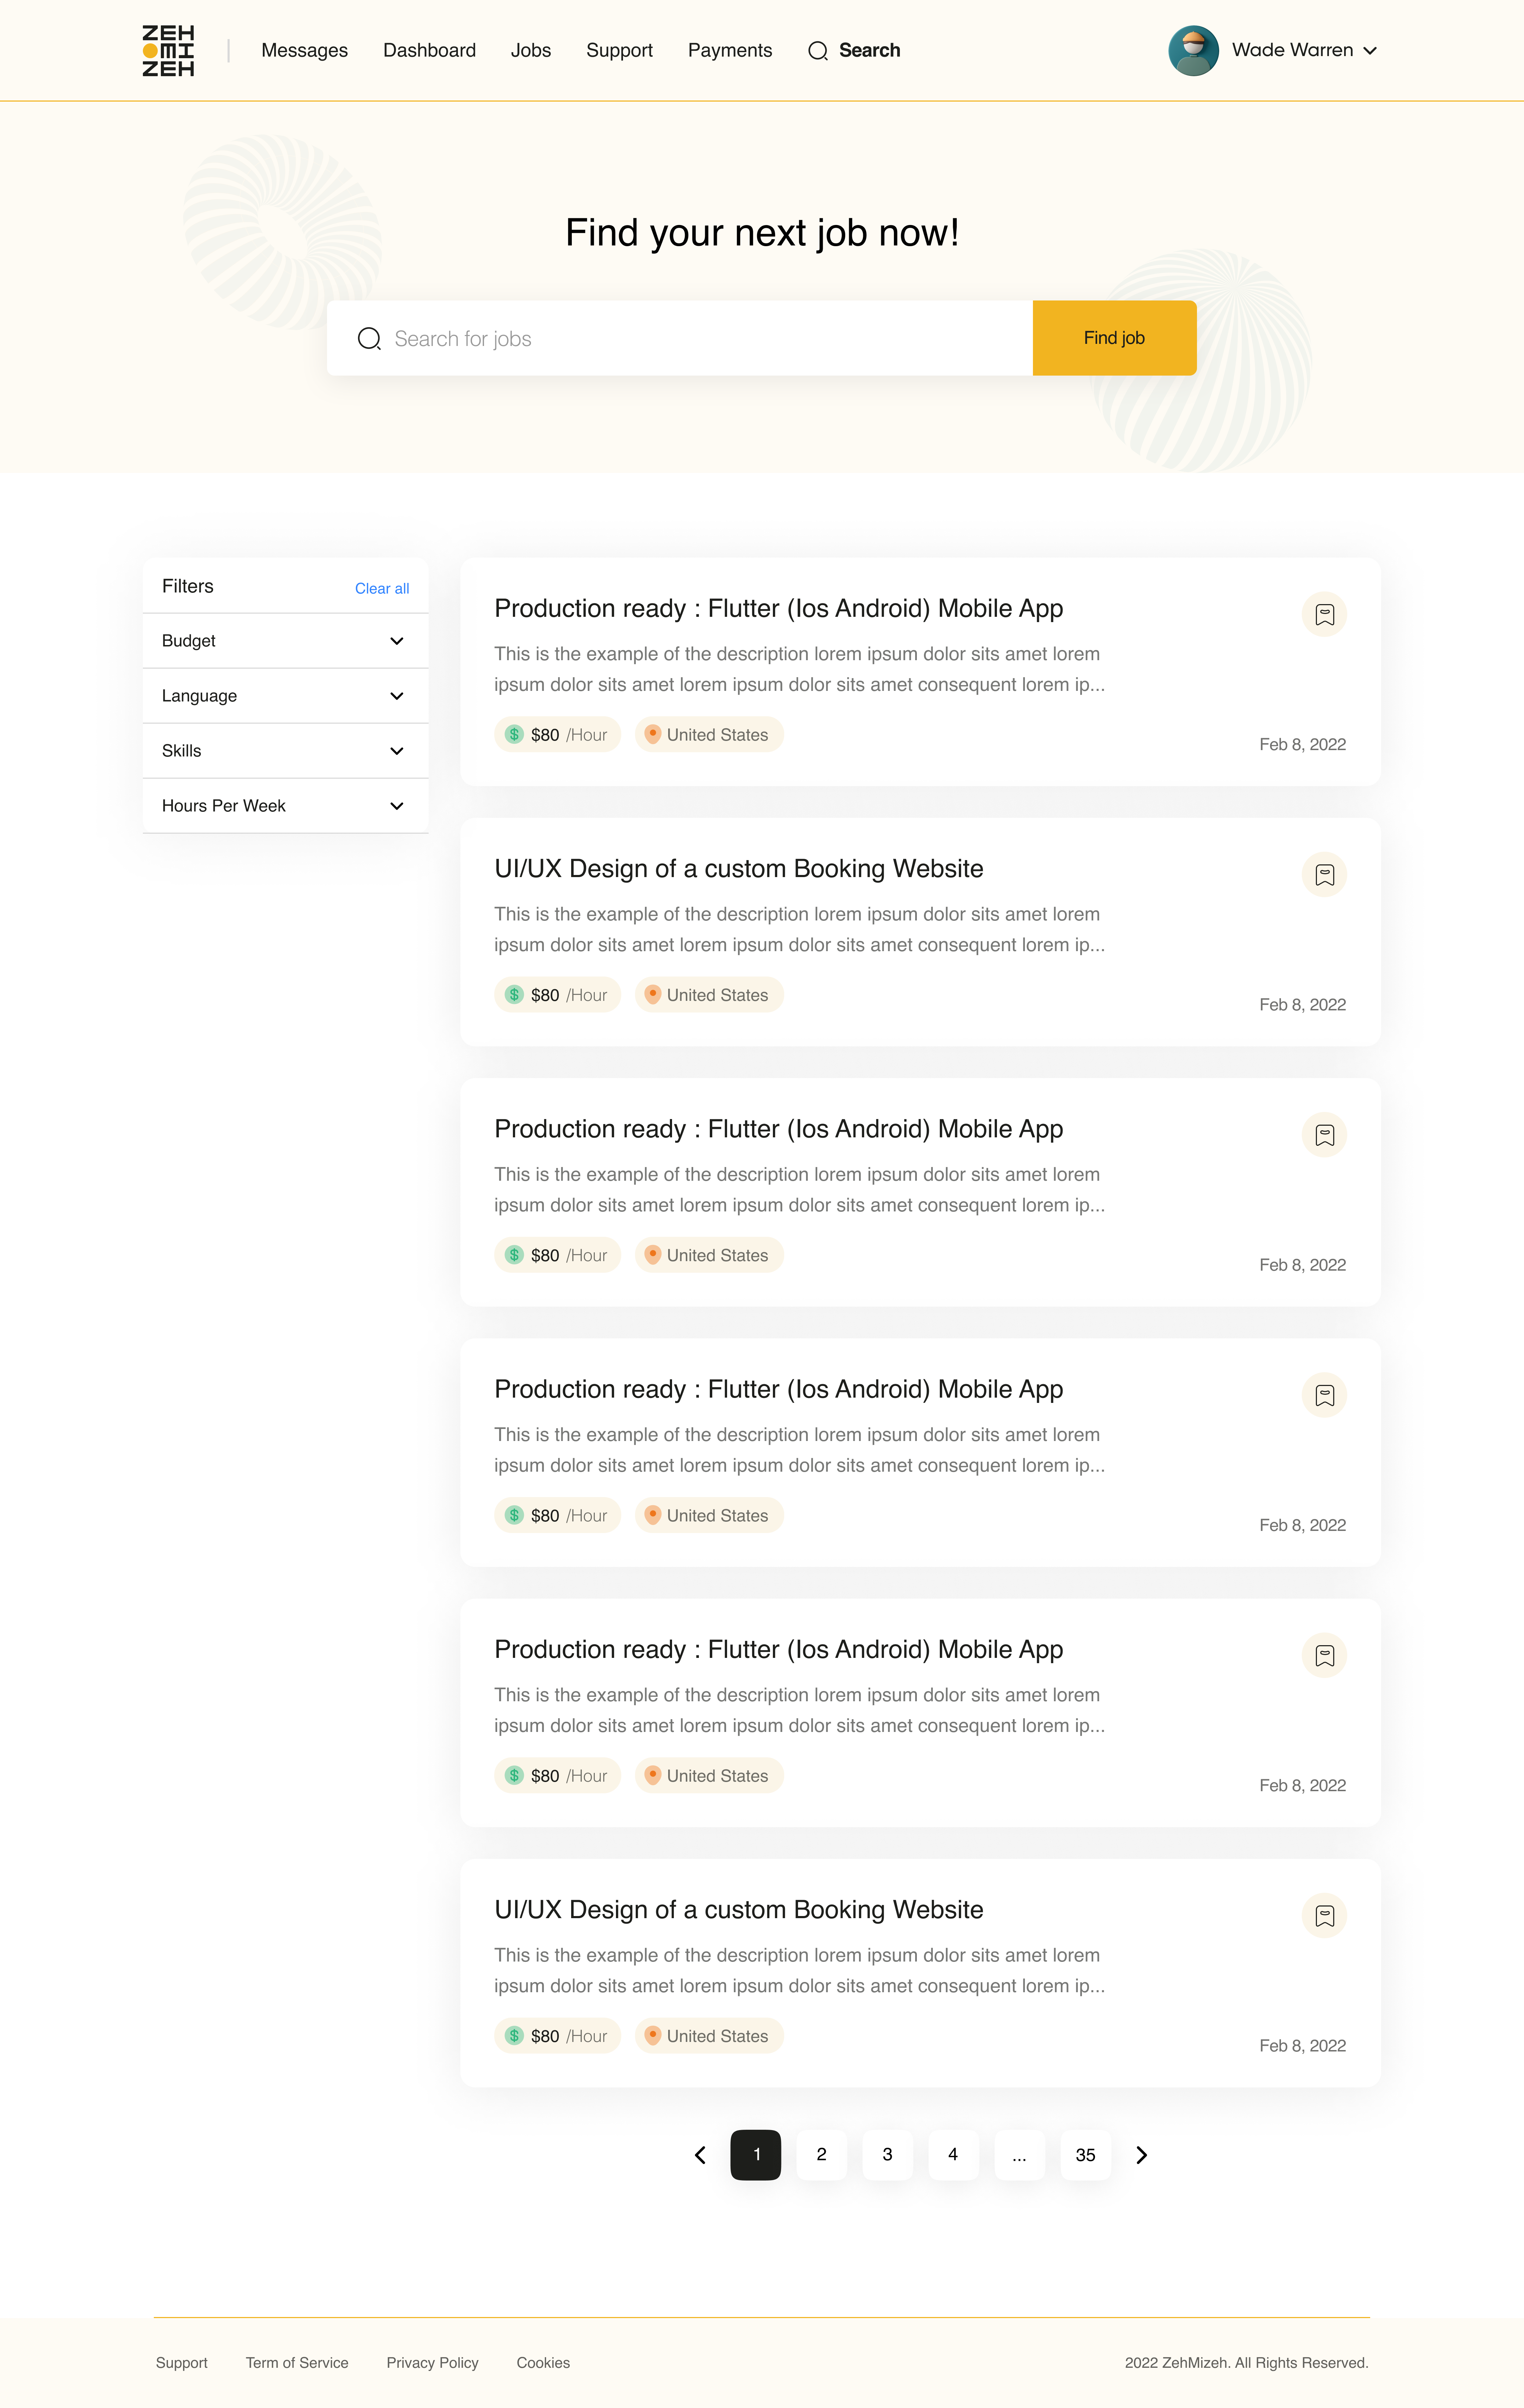 ZEH
MI
ZEH
Messages Dashboard Jobs Support Payments Search
Wade Warren
Find your next job now!
Search for jobs
Find job
Filters
Clear all
Budget
Language
Skills
Hours Per Week
Production ready : Flutter (Ios Android) Mobile App
This is the example of the description lorem ipsum dolor sits amet lorem
ipsum dolor sits amet lorem ipsum dolor sits amet consequent lorem ip...
$ $80 /Hour
United States
Feb 8, 2022
UI/UX Design of a custom Booking Website
This is the example of the description lorem ipsum dolor sits amet lorem
ipsum dolor sits amet lorem ipsum dolor sits amet consequent lorem ip...
$ $80 /Hour
United States
Feb 8, 2022
Production ready : Flutter (Ios Android) Mobile App
This is the example of the description lorem ipsum dolor sits amet lorem
ipsum dolor sits amet lorem ipsum dolor sits amet consequent lorem ip...
$ $80 /Hour
United States
Feb 8, 2022
Production ready : Flutter (Ios Android) Mobile App
This is the example of the description lorem ipsum dolor sits amet lorem
ipsum dolor sits amet lorem ipsum dolor sits amet consequent lorem ip...
$ $80 /Hour
United States
Feb 8, 2022
Production ready : Flutter (Ios Android) Mobile App
This is the example of the description lorem ipsum dolor sits amet lorem
ipsum dolor sits amet lorem ipsum dolor sits amet consequent lorem ip...
$ $80 /Hour
United States
Feb 8, 2022
UI/UX Design of a custom Booking Website
This is the example of the description lorem ipsum dolor sits amet lorem
ipsum dolor sits amet lorem ipsum dolor sits amet consequent lorem ip...
$ $80 /Hour
United States
Feb 8, 2022
1 2 3 4 ... 35
Support Term of Service Privacy Policy Cookies
2022 ZehMizeh. All Rights Reserved.